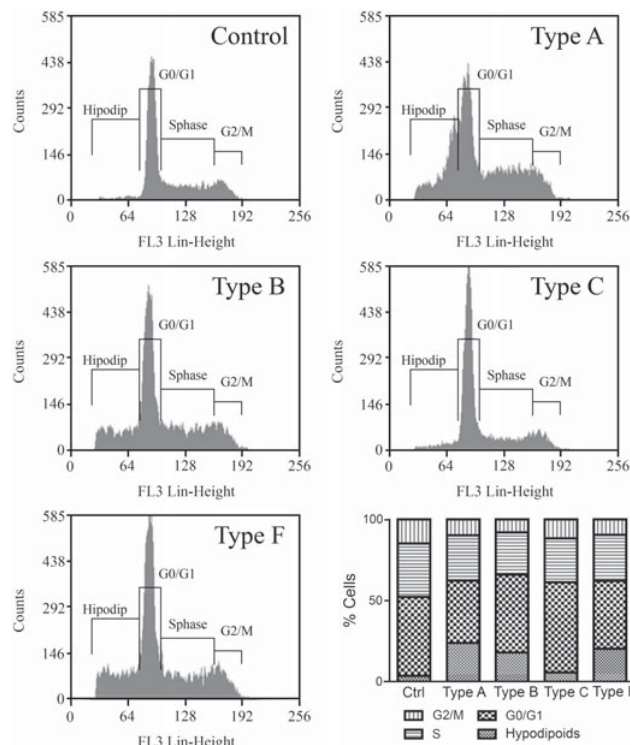 Control
585
438
292
146
0
Counts
Hipodip
G0/G1
Sphase
G2/M
0 64 128 192 256
FL3 Lin-Height
Type A
585
438
292
146
0
Counts
Hipodip
G0/G1
Sphase
G2/M
0 64 128 192 256
FL3 Lin-Height
Type B
585
438
292
146
0
Counts
Hipodip
G0/G1
Sphase
G2/M
0 64 128 192 256
FL3 Lin-Height
Type C
585
438
292
146
0
Counts
Hipodip
G0/G1
Sphase
G2/M
0 64 128 192 256
FL3 Lin-Height
Type F
585
438
292
146
0
Counts
Hipodip
G0/G1
Sphase
G2/M
0 64 128 192 256
FL3 Lin-Height
100
50
0
% Cells
Ctrl Type A Type B Type C Type
G2/M G0/G1
S Hypodipoids